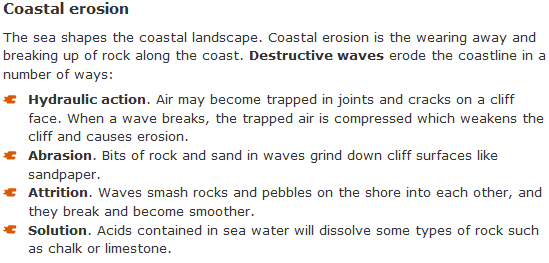 Coastal erosion
The sea shapes the coastal landscape. Coastal erosion is the wearing away and
breaking up of rock along the coast. Destructive waves erode the coastline in a
number of ways:
Hydraulic action. Air may become trapped in joints and cracks on a cliff
face. When a wave breaks, the trapped air is compressed which weakens the
cliff and causes erosion.
Abrasion. Bits of rock and sand in waves grind down cliff surfaces like
sandpaper.
Attrition. Waves smash rocks and pebbles on the shore into each other, and
they break and become smoother.
Solution. Acids contained in sea water will dissolve some types of rock such
as chalk or limestone.